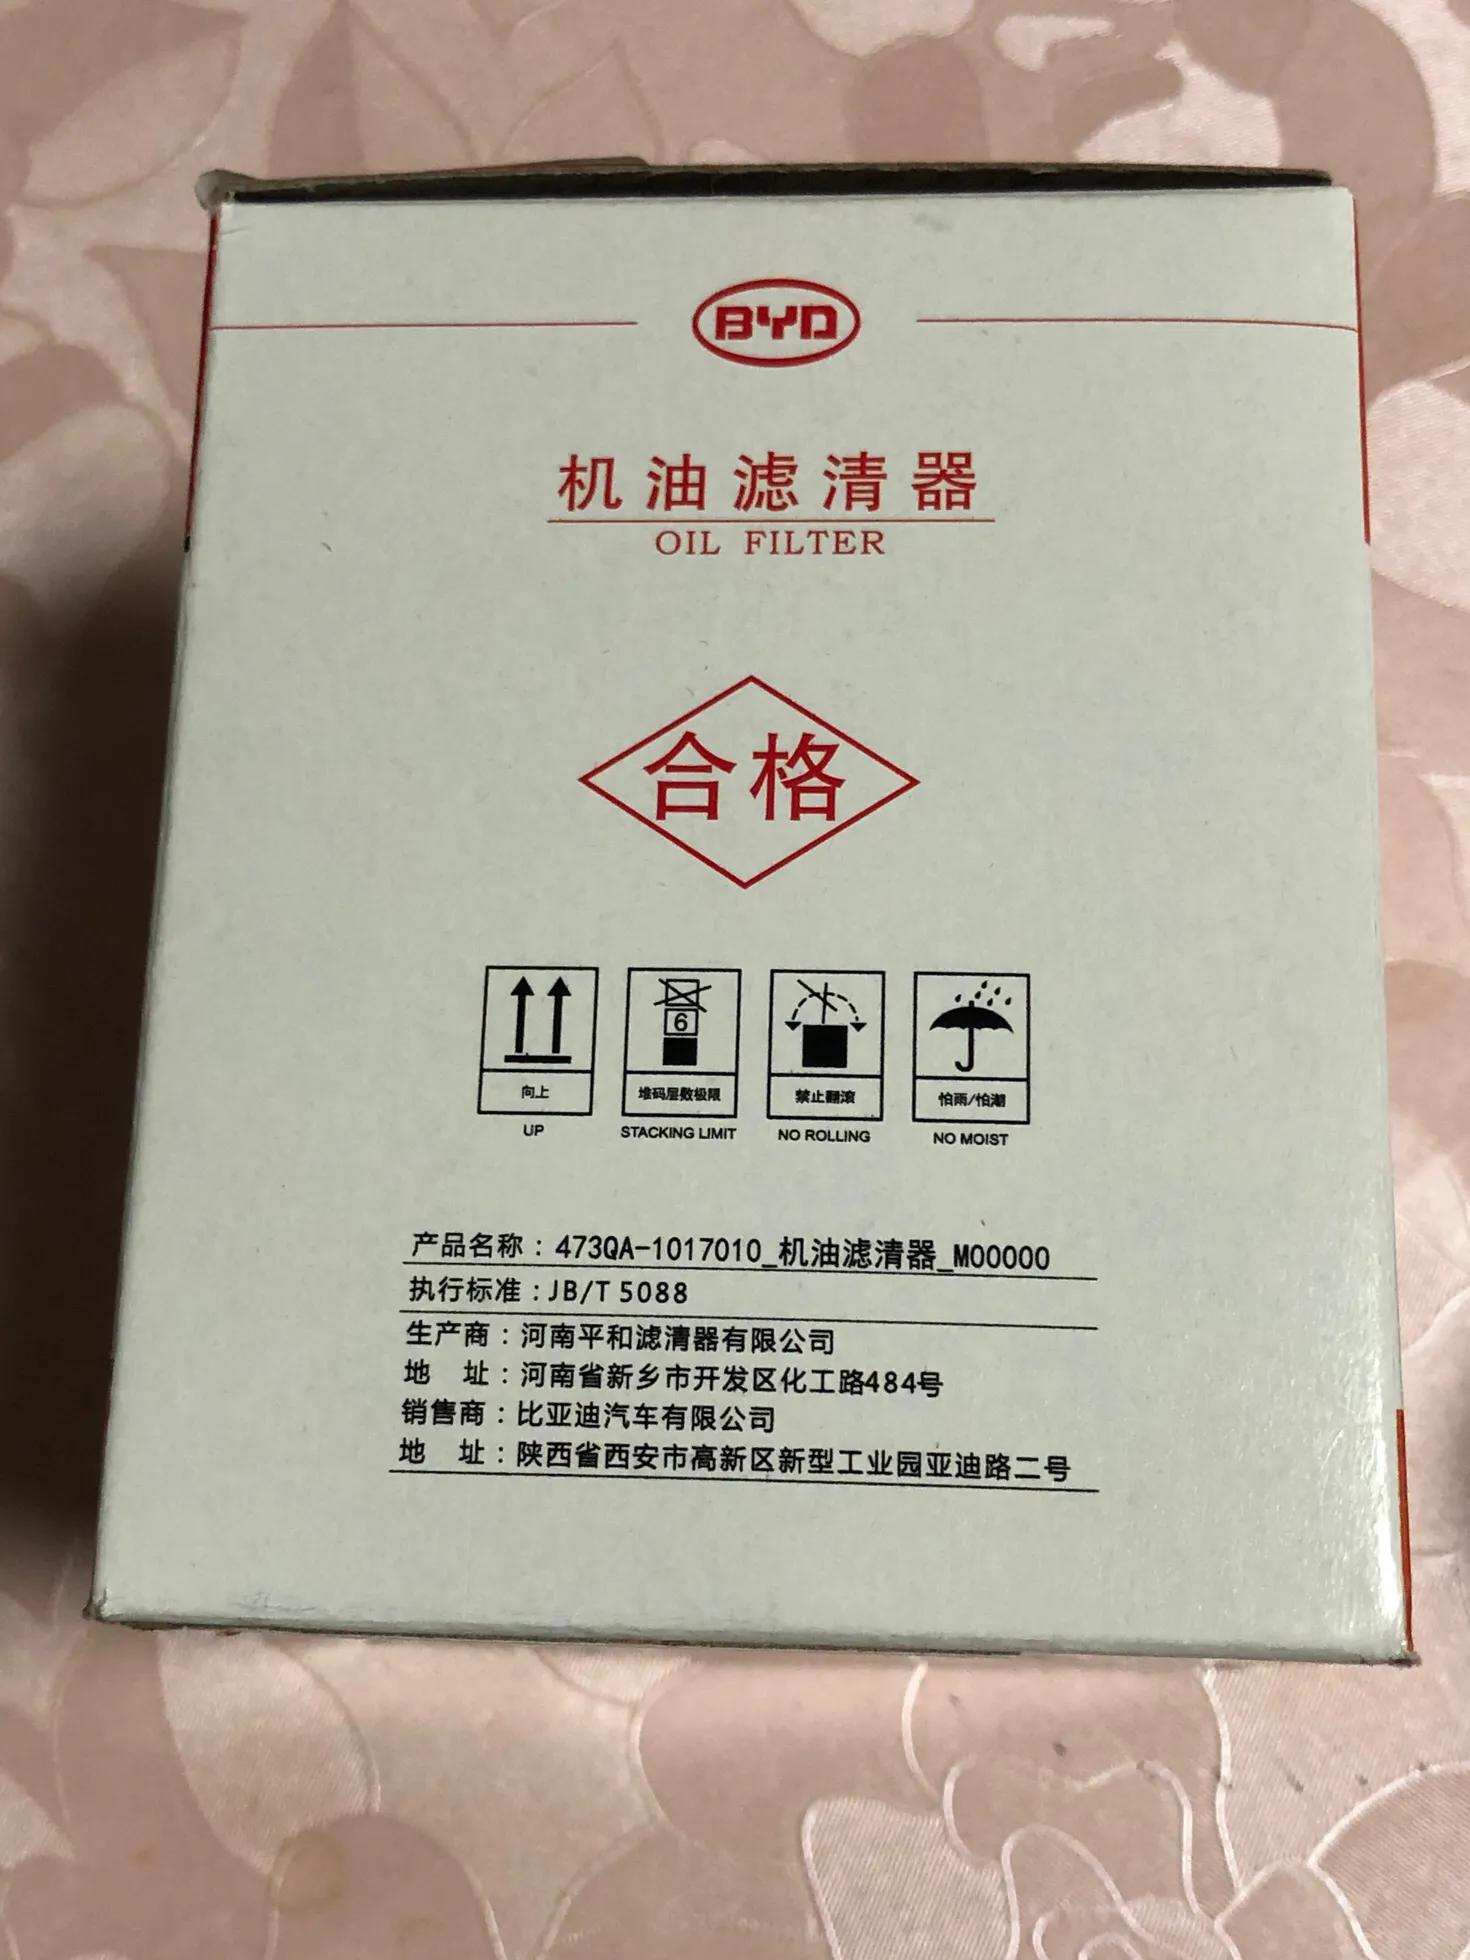 BYD
机油滤清器
OIL FILTER
合格
6
向上
堆码层数极限
禁止翻滚
怕雨/怕潮
UP
STACKING LIMIT
NO ROLLING
NO MOIST
产品名称：473QA-1017010_机油滤清器_M00000
执行标准：JB/T 5088
生产商：河南平和滤清器有限公司
地 址：河南省新乡市开发区化工路484号
销售商：比亚迪汽车有限公司
地 址：陕西省西安市高新区新型工业园亚迪路二号